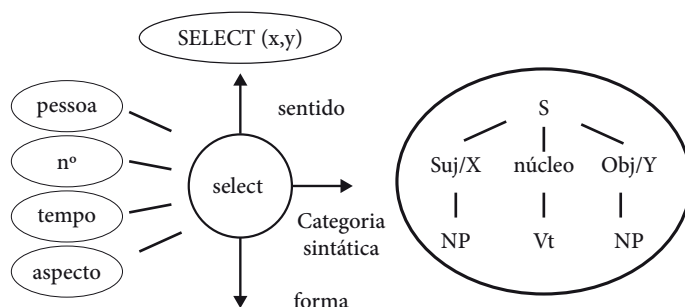 SELECT (x,y)
pessoa
sentido
S
nº
Suj/X núcleo Obj/Y
select
tempo
Categoria
sintática
NP Vt NP
aspecto
forma